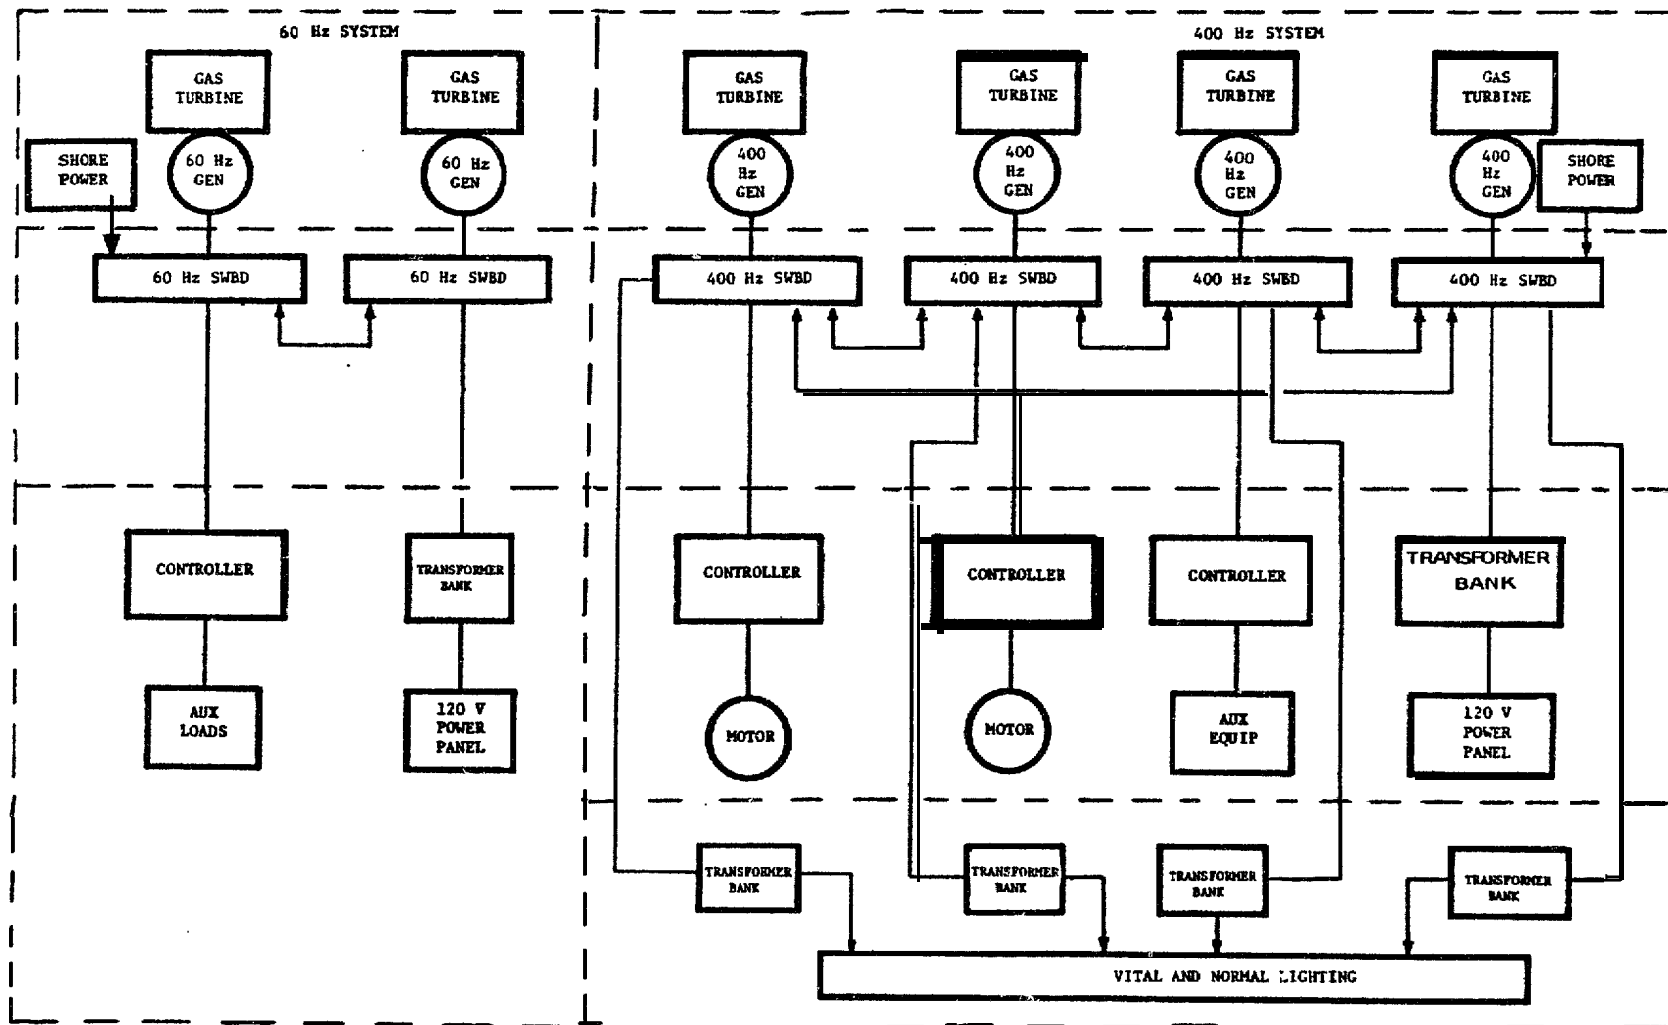 60 Hz SYSTEM
400 Hz SYSTEM
GAS
TURBINE
GAS
TURBINE
GAS
TURBINE
GAS
TURBINE
GAS
TURBINE
GAS
TURBINE
SHORE
POWER
60 Hz
GEN
60 Hz
GEN
400
Hz
GEN
400
Hz
GEN
400
Hz
GEN
400
Hz
GEN
SHORE
POWER
60 Hz SWBD
60 Hz SWBD
400 Hz SWBD
400 Hz SWBD
400 Hz SWBD
400 Hz SWBD
CONTROLLER
TRANSFORMER
BANK
CONTROLLER
CONTROLLER
CONTROLLER
TRANSFORMER
BANK
AUX
LOADS
120 V
POWER
PANEL
MOTOR
MOTOR
AUX
EQUIP
120 V
POWER
PANEL
TRANSFORMER
BANK
TRANSFORMER
BANK
TRANSFORMER
BANK
TRANSFORMER
BANK
VITAL AND NORMAL LIGHTING